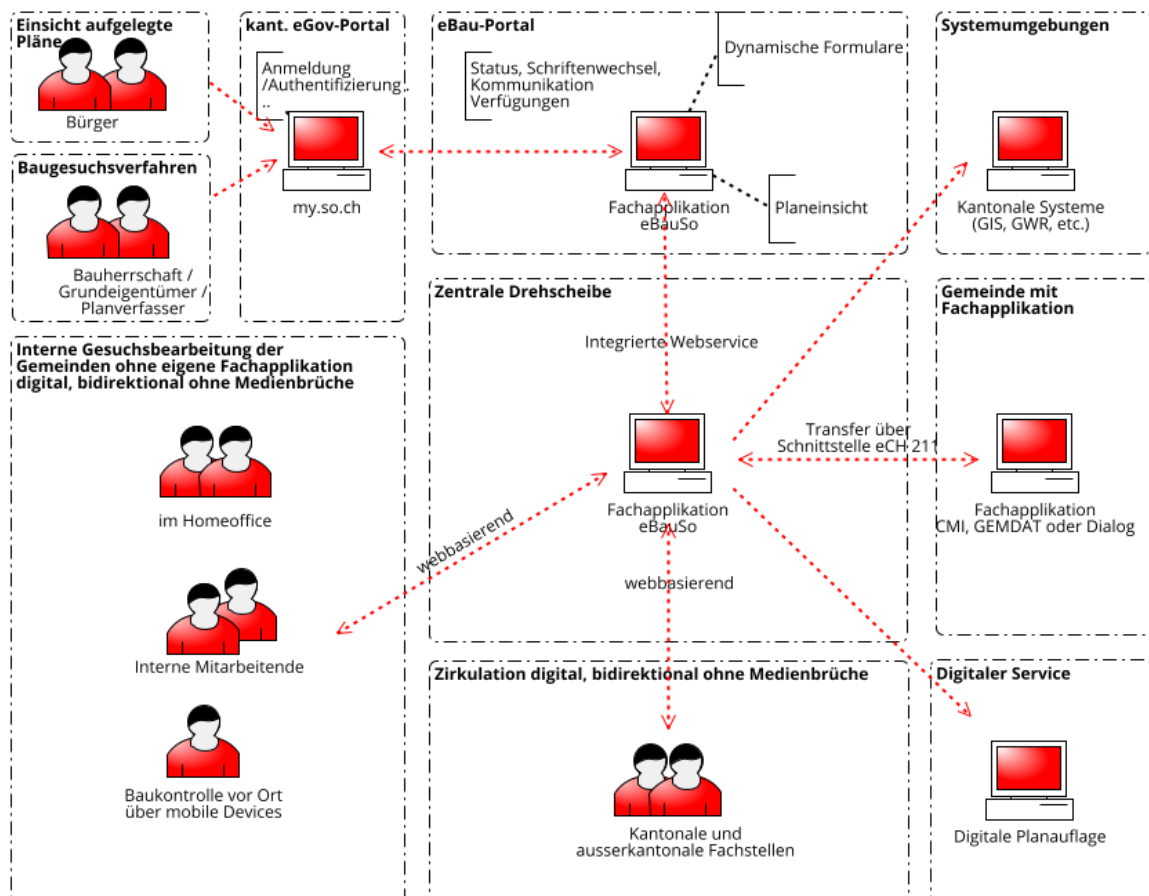 Einsicht aufgelegte
Pläne
Bürger
kant. eGov-Portal
Anmeldung
/Authentifizierung..
..
my.so.ch
eBau-Portal
Status, Schriftenwechsel,
Kommunikation
Verfügungen
Dynamische Formulare
Planeinsicht
Fachapplikation
eBauSo
Systemumgebungen
Kantonale Systeme
(GIS, GWR, etc.)
Baugesuchsverfahren
Bauherrschaft /
Grundeigentümer /
Planverfasser
Zentrale Drehscheibe
Integrierte Webservice
Fachapplikation
eBauSo
Transfer über
Schnittstelle eCH 211
webbasierend
webbasierend
Gemeinde mit
Fachapplikation
Fachapplikation
CMI, GEMDAT oder Dialog
Interne Gesuchsbearbeitung der
Gemeinden ohne eigene Fachapplikation
digital, bidirektional ohne Medienbrüche
im Homeoffice
Interne Mitarbeitende
Baukontrolle vor Ort
über mobile Devices
Zirkulation digital, bidirektional ohne Medienbrüche
Kantonale und
ausserkantonale Fachstellen
Digitaler Service
Digitale Planauflage